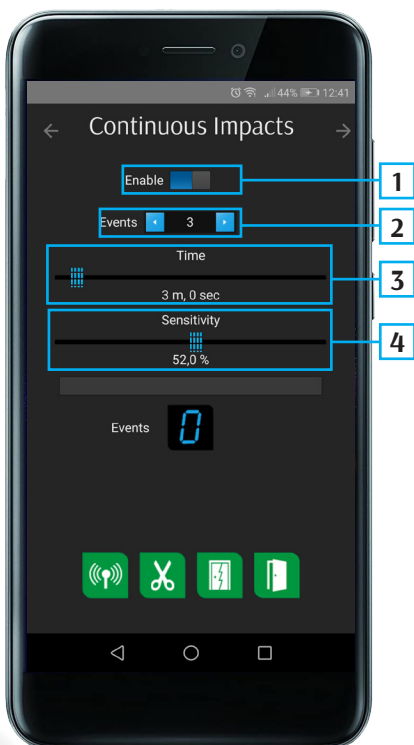 44% 12:41
Continuous Impacts
Enable
1
Events 3
2
Time
3 m, 0 sec
3
Sensitivity
52,0 %
4
Events 0